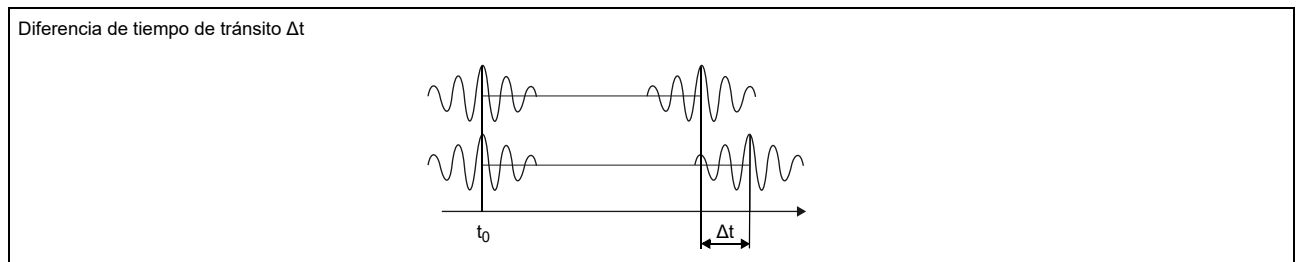 Diferencia de tiempo de tránsito Δt
t0
Δt